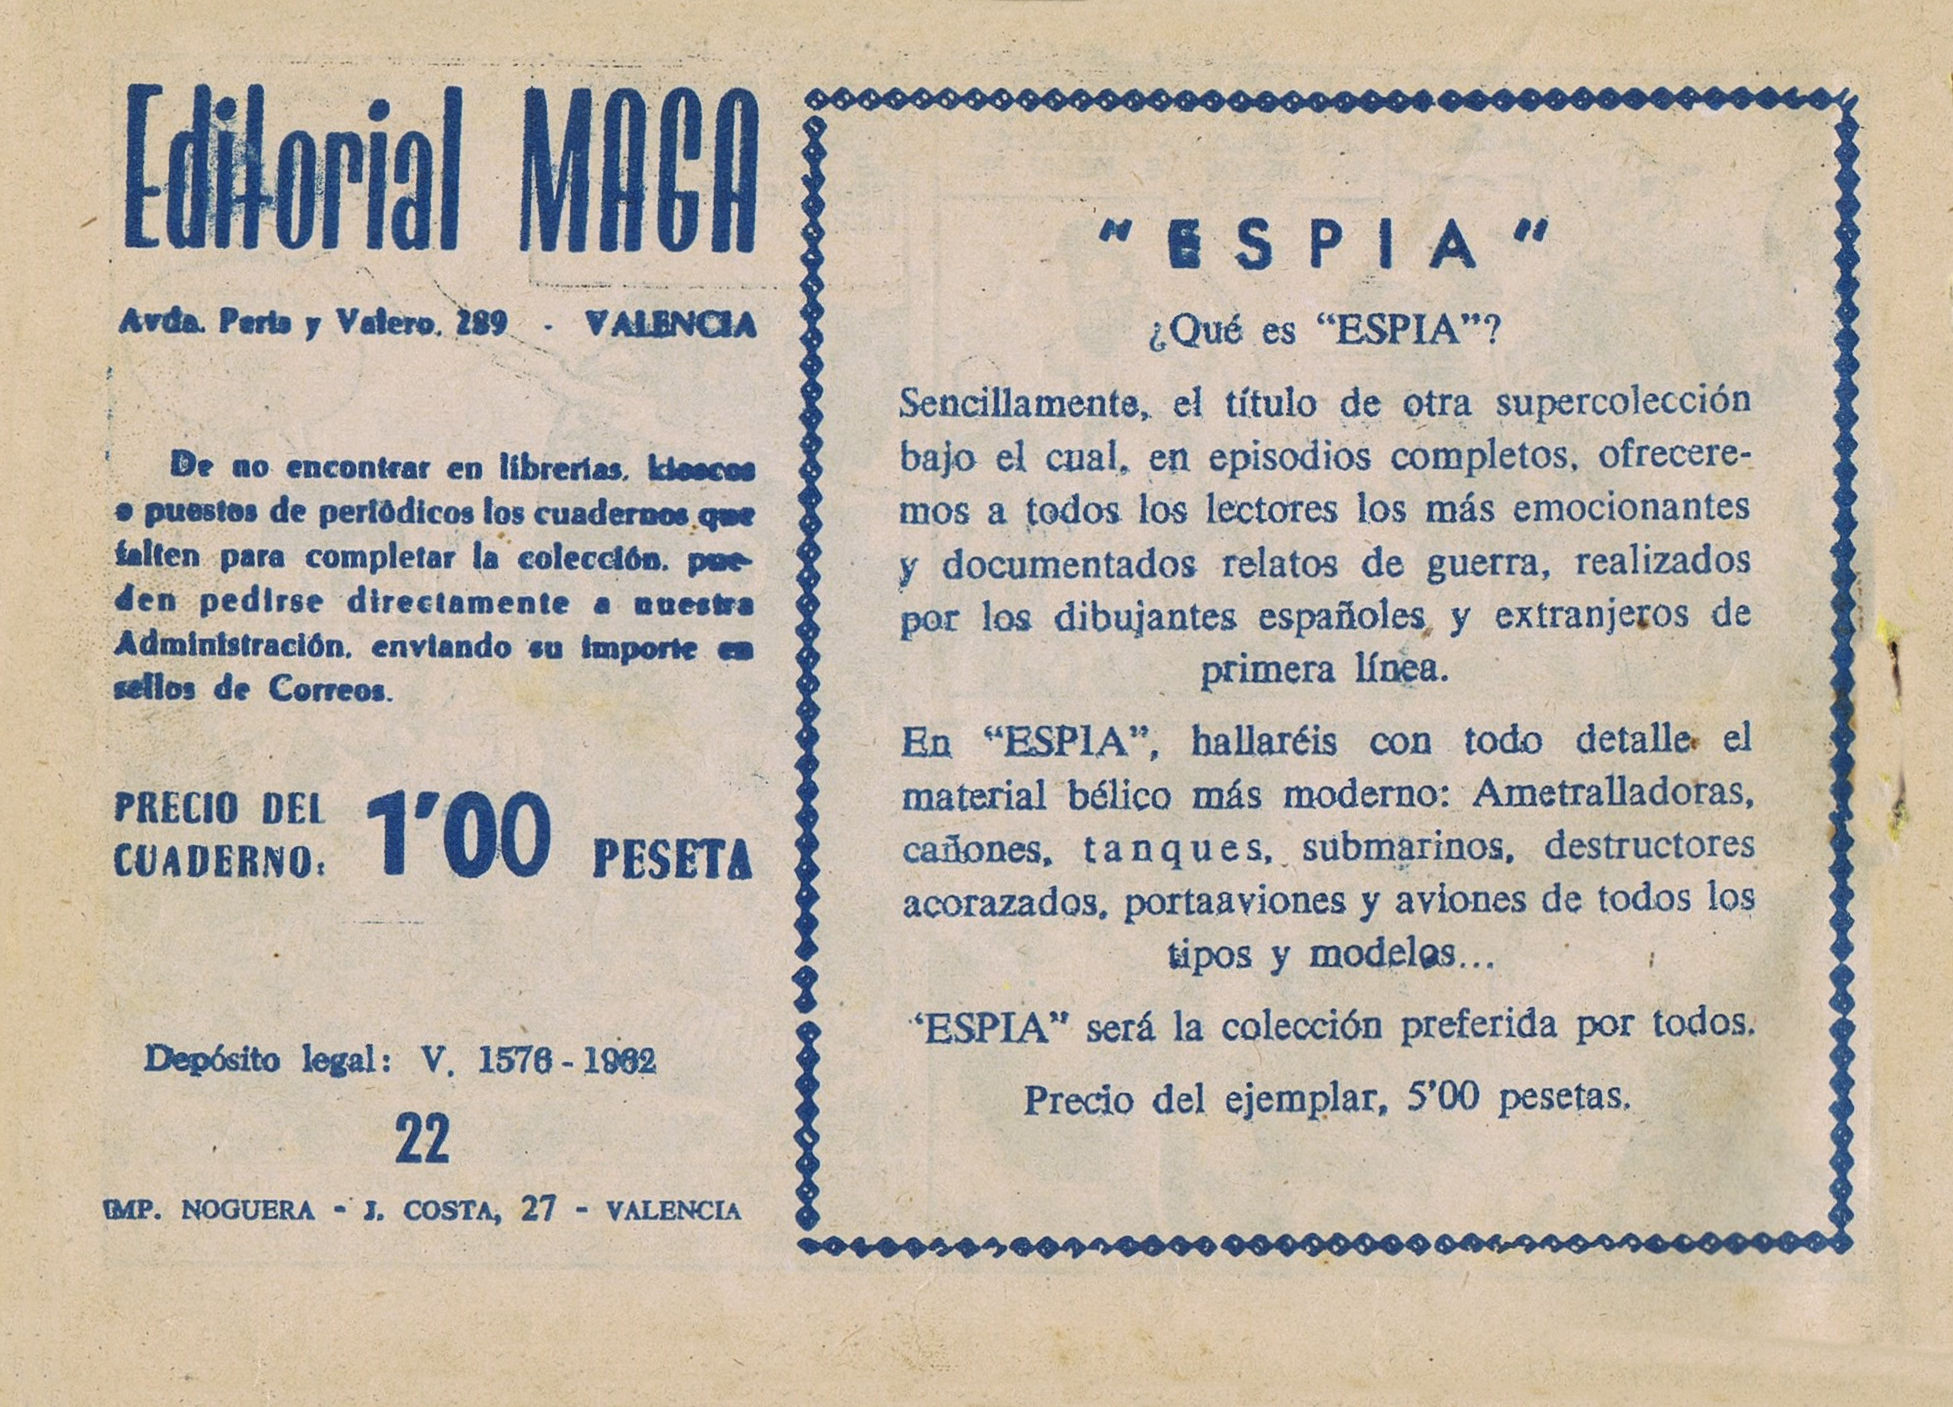 Editorial MAGA
Avda. Peris y Valero, 289 - VALENCIA
De no encontrar en librerías, kioscos
o puestos de periódicos los cuadernos que
falten para completar la colección, pue-
den pedirse directamente a nuestra
Administración, enviando su importe en
sellos de Correos.
PRECIO DEL
CUADERNO: 1'00 PESETA
Depósito legal: V. 1576 - 1962
22
IMP. NOGUERA - J. COSTA, 27 - VALENCIA
"ESPIA"
¿Qué es "ESPIA"?
Sencillamente, el título de otra supercolección
bajo el cual, en episodios completos, ofrecere-
mos a todos los lectores los más emocionantes
y documentados relatos de guerra, realizados
por los dibujantes españoles y extranjeros de
primera línea.
En "ESPIA", hallaréis con todo detalle el
material bélico más moderno: Ametralladoras,
cañones, tanques, submarinos, destructores
acorazados, portaaviones y aviones de todos los
tipos y modelos...
'ESPIA" será la colección preferida por todos.
Precio del ejemplar, 5'00 pesetas.